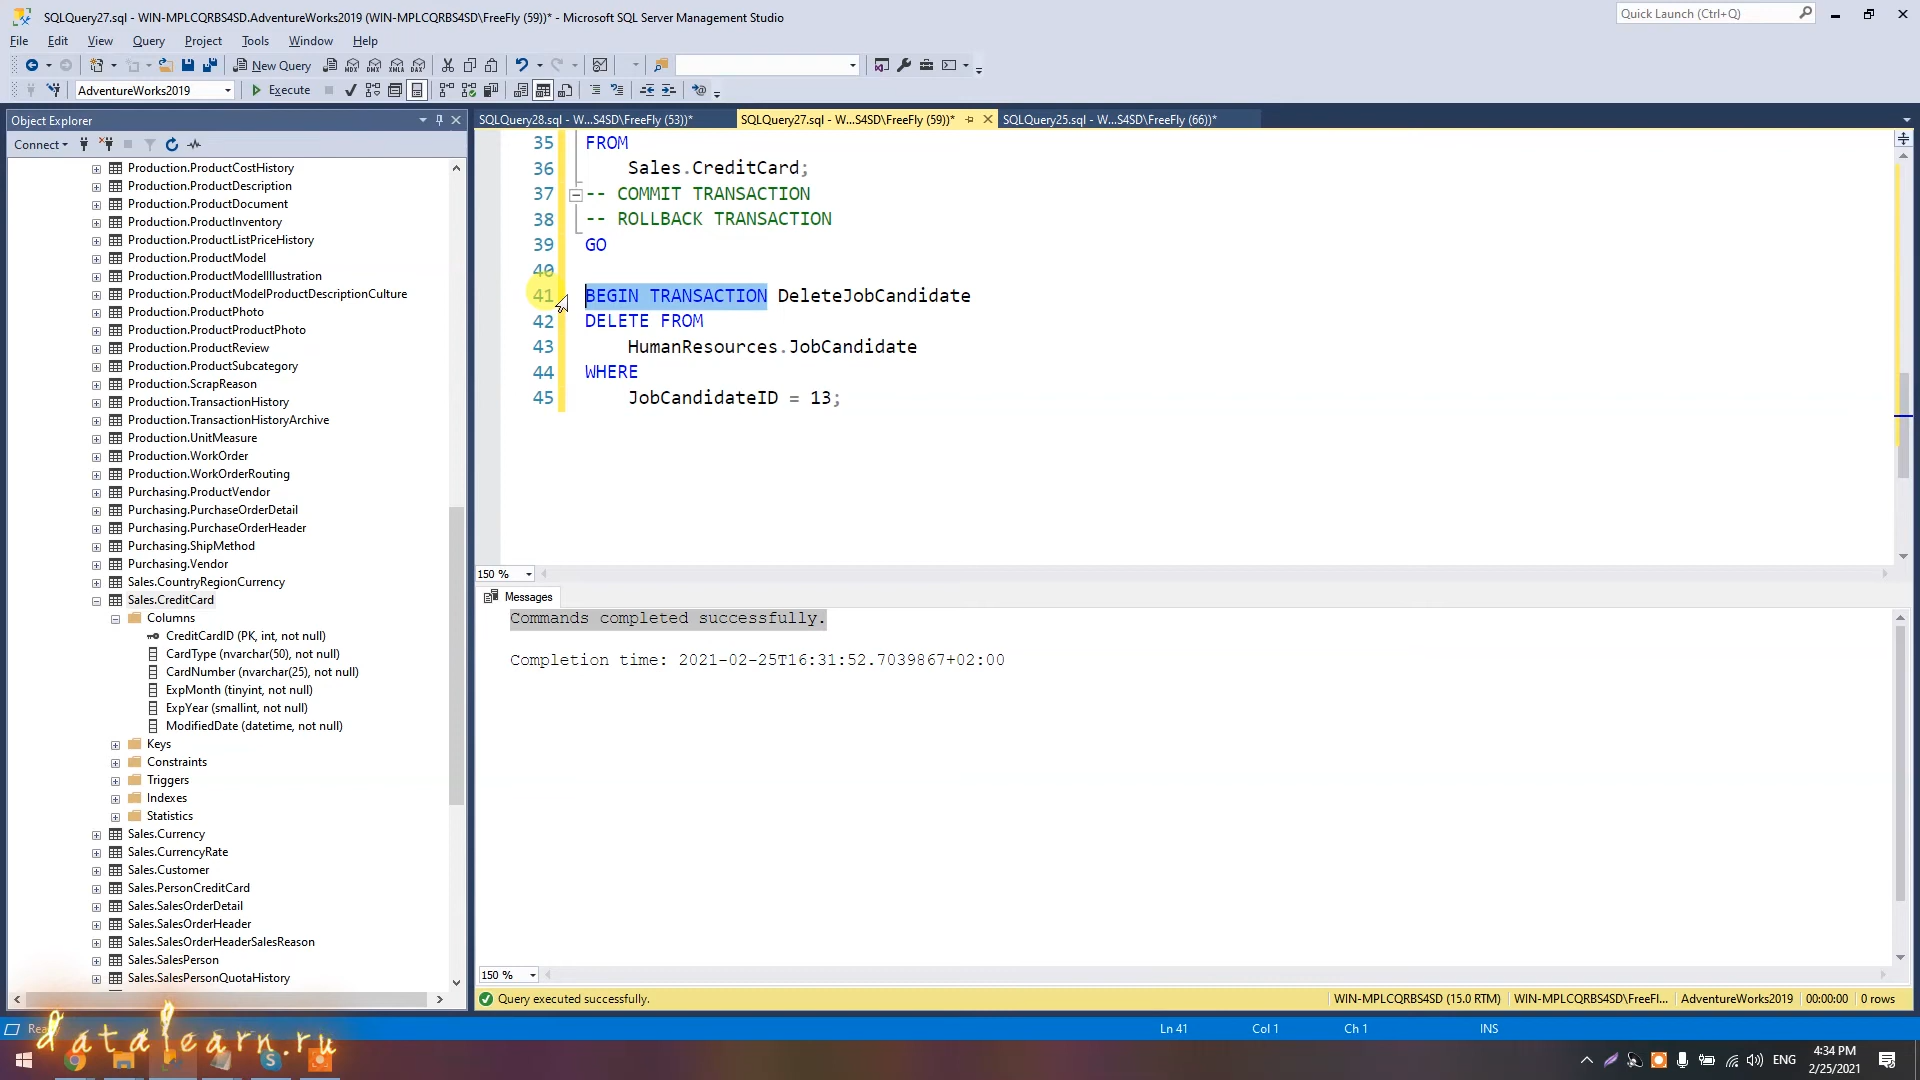 SQLQuery27.sql - WIN-MPLCQRBS4SD.AdventureWorks2019 (WIN-MPLCQRBS4SD\FreeFly (59))* - Microsoft SQL Server Management Studio
Quick Launch (Ctrl+Q)
File Edit View Query Project Tools Window Help
New Query
AdventureWorks2019
Execute
Object Explorer
SQLQuery28.sql - W...S4SD\FreeFly (53))*
SQLQuery27.sql - W...S4SD\FreeFly (59))*
SQLQuery25.sql - W...S4SD\FreeFly (66))*
Connect
Production.ProductCostHistory
Production.ProductDescription
Production.ProductDocument
Production.ProductInventory
Production.ProductListPriceHistory
Production.ProductModel
Production.ProductModelIllustration
Production.ProductModelProductDescriptionCulture
Production.ProductPhoto
Production.ProductProductPhoto
Production.ProductReview
Production.ProductSubcategory
Production.ScrapReason
Production.TransactionHistory
Production.TransactionHistoryArchive
Production.UnitMeasure
Production.WorkOrder
Production.WorkOrderRouting
Purchasing.ProductVendor
Purchasing.PurchaseOrderDetail
Purchasing.PurchaseOrderHeader
Purchasing.ShipMethod
Purchasing.Vendor
Sales.CountryRegionCurrency
Sales.CreditCard
Columns
CreditCardID (PK, int, not null)
CardType (nvarchar(50), not null)
CardNumber (nvarchar(25), not null)
ExpMonth (tinyint, not null)
ExpYear (smallint, not null)
ModifiedDate (datetime, not null)
Keys
Constraints
Triggers
Indexes
Statistics
Sales.Currency
Sales.CurrencyRate
Sales.Customer
Sales.PersonCreditCard
Sales.SalesOrderDetail
Sales.SalesOrderHeader
Sales.SalesOrderHeaderSalesReason
Sales.SalesPerson
Sales.SalesPersonQuotaHistory
35 FROM
36 Sales.CreditCard;
37 -- COMMIT TRANSACTION
38 -- ROLLBACK TRANSACTION
39 GO
40
41 BEGIN TRANSACTION DeleteJobCandidate
42 DELETE FROM
43 HumanResources.JobCandidate
44 WHERE
45 JobCandidateID = 13;
150 %
Messages
Commands completed successfully.
Completion time: 2021-02-25T16:31:52.7039867+02:00
150 %
Query executed successfully.
WIN-MPLCQRBS4SD (15.0 RTM) WIN-MPLCQRBS4SD\FreeFl... AdventureWorks2019 00:00:00 0 rows
Ln 41 Col 1 Ch 1 INS
datalearn.ru
ENG
4:34 PM
2/25/2021